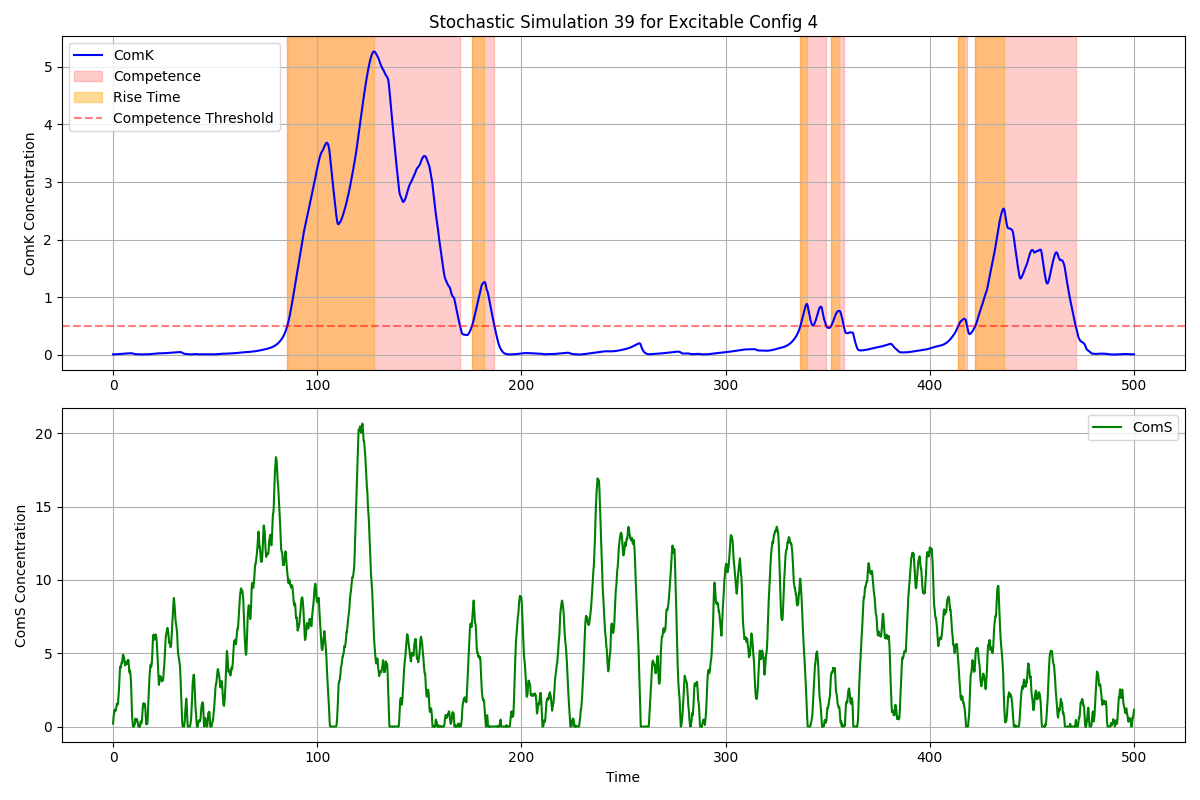 Stochastic Simulation 39 for Excitable Config 4
ComK
Competence
Rise Time
Competence Threshold
ComK Concentration
5
4
3
2
1
0
0 100 200 300 400 500
ComS
ComS Concentration
20
15
10
5
0
0 100 200 300 400 500
Time